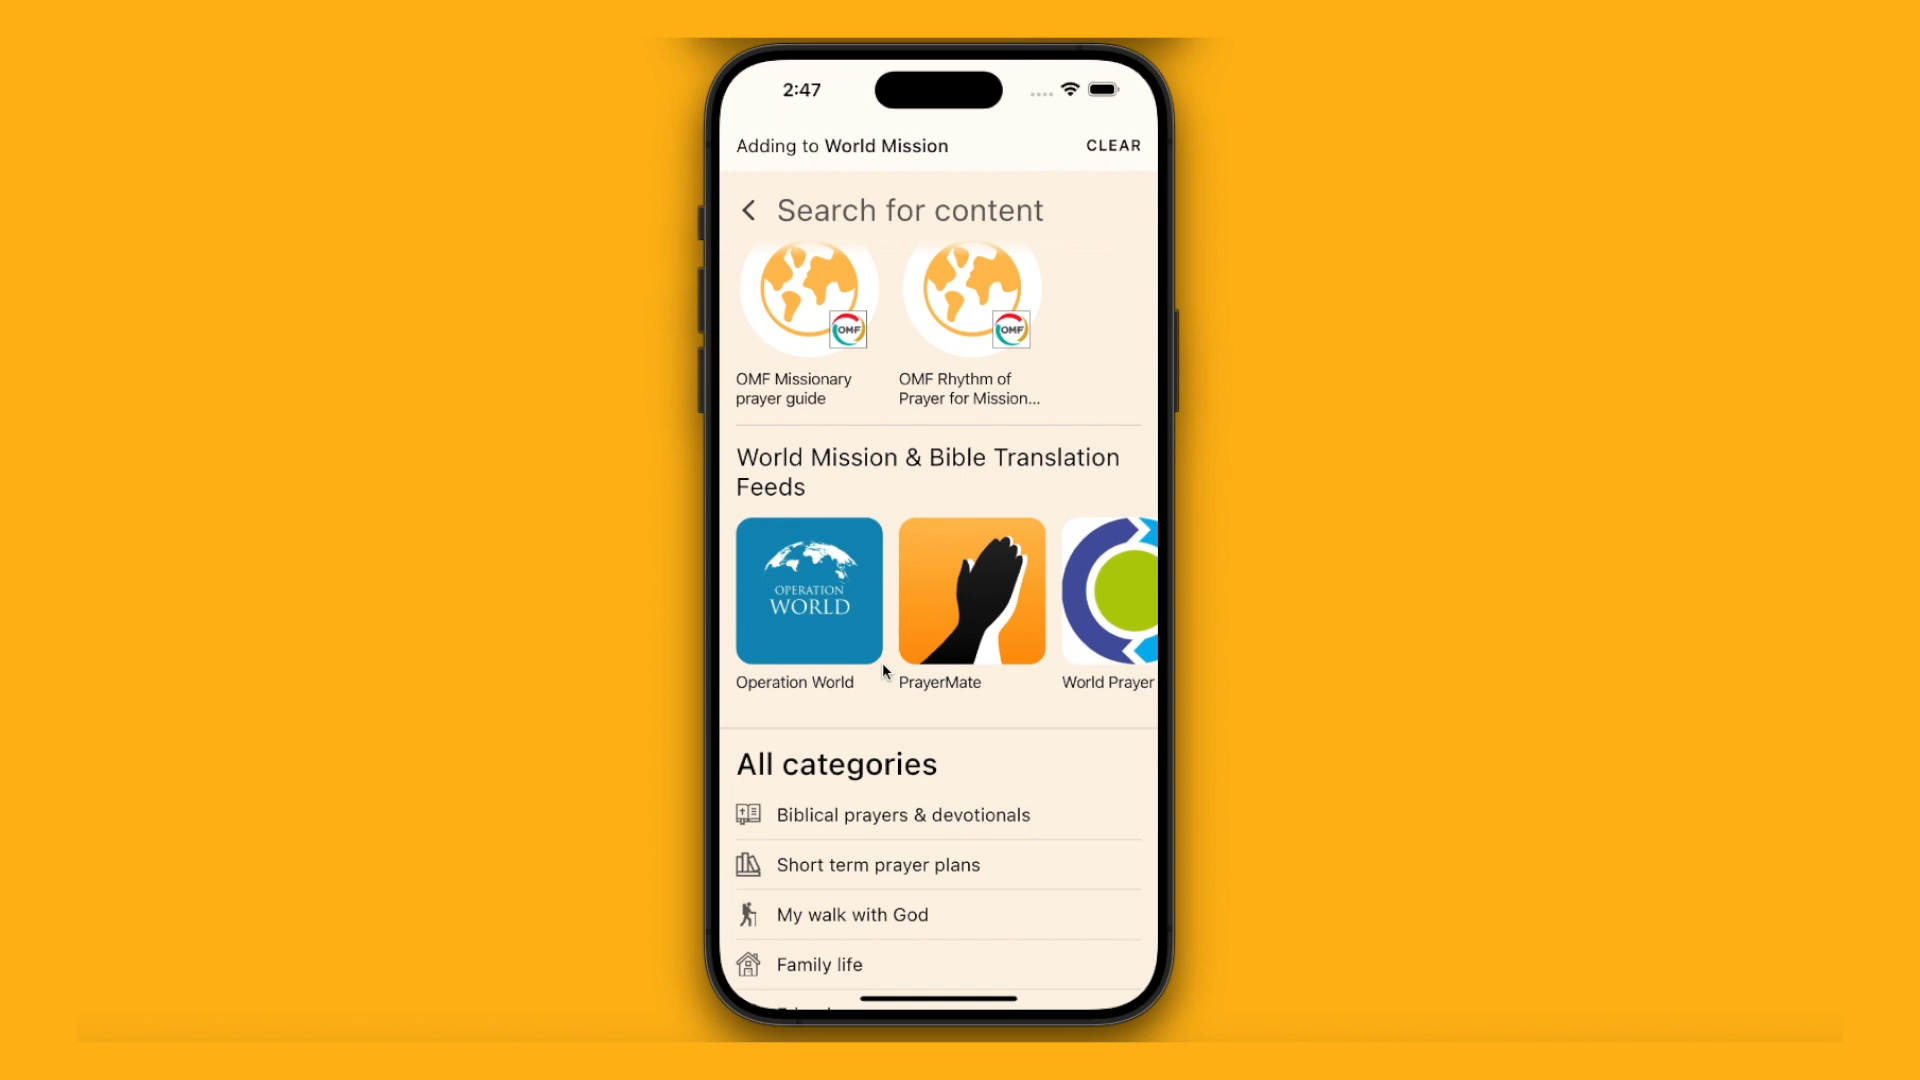 2:47
Adding to World Mission
CLEAR
Search for content
OMF
OMF
OMF Missionary
prayer guide
OMF Rhythm of
Prayer for Mission...
World Mission & Bible Translation
Feeds
OPERATION
WORLD
Operation World
PrayerMate
World Prayer
All categories
Biblical prayers & devotionals
Short term prayer plans
My walk with God
Family life